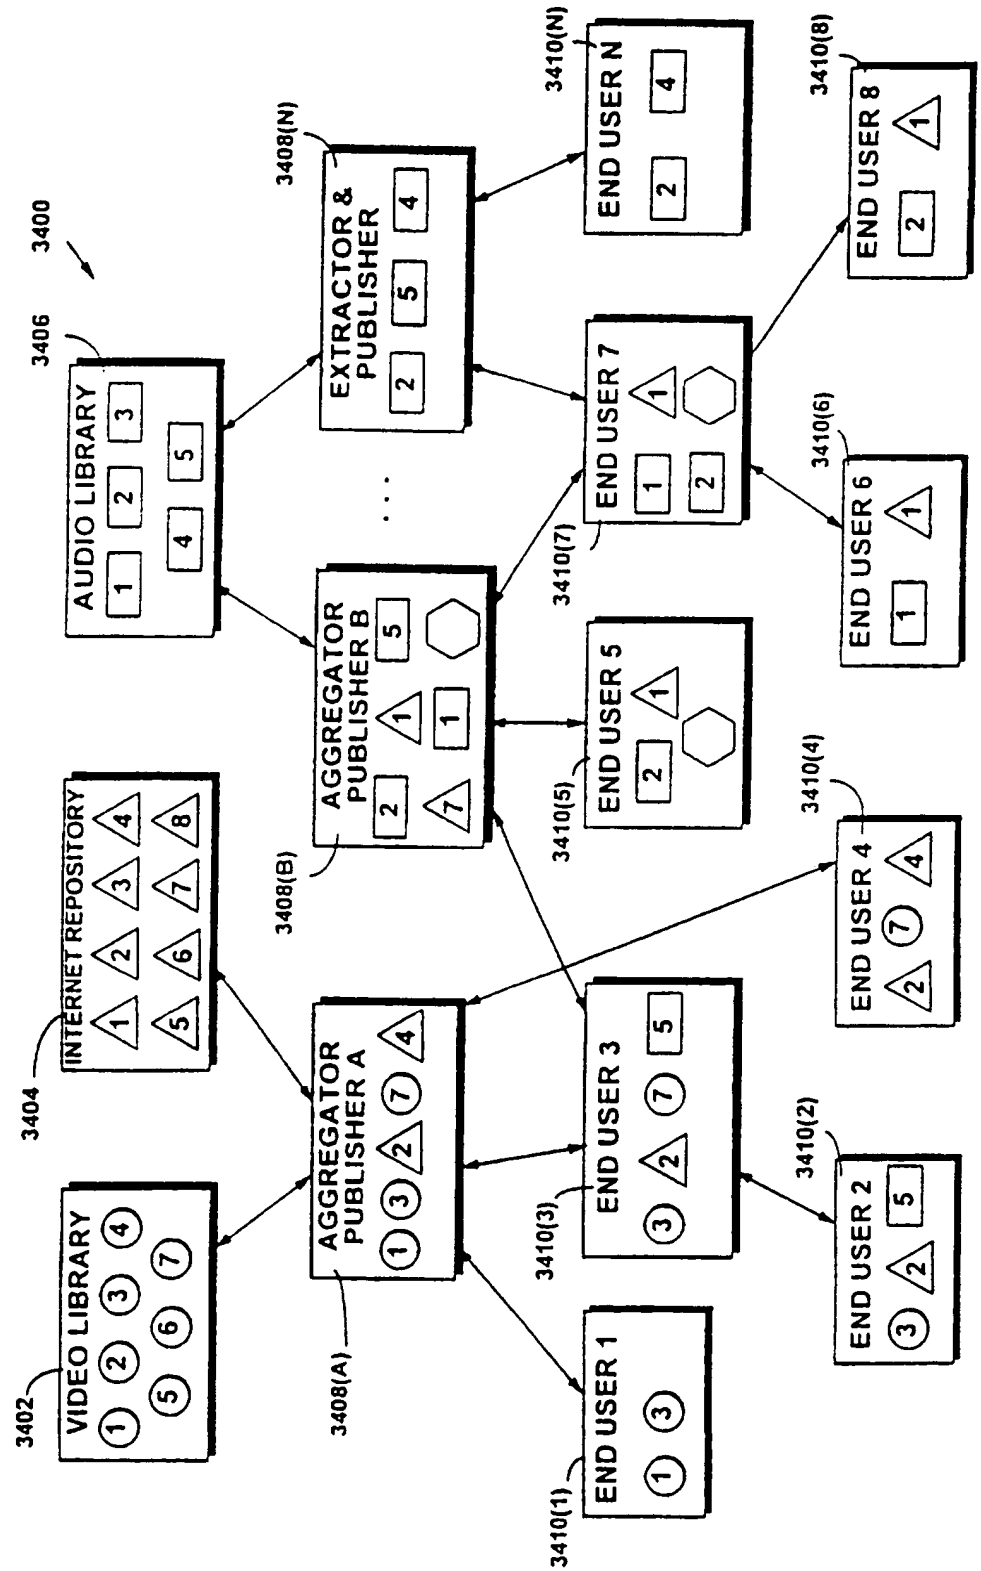 3400
3402
VIDEO LIBRARY
1 2 3 4
5 6 7
3404
INTERNET REPOSITORY
1 2 3 4
5 6 7 8
3406
AUDIO LIBRARY
1 2 3
4 5
3408(A)
AGGREGATOR
PUBLISHER A
1 3 2 7 4
3408(B)
AGGREGATOR
PUBLISHER B
2 1 5
7 1
...
3408(N)
EXTRACTOR &
PUBLISHER
2 5 4
3410(1)
END USER 1
1 3
3410(3)
END USER 3
3 2 7 5
3410(5)
END USER 5
2 1
3410(7)
END USER 7
1 1
2
3410(N)
END USER N
2 4
3410(2)
END USER 2
3 2 5
3410(4)
END USER 4
2 7 4
3410(6)
END USER 6
1 1
3410(8)
END USER 8
2 1